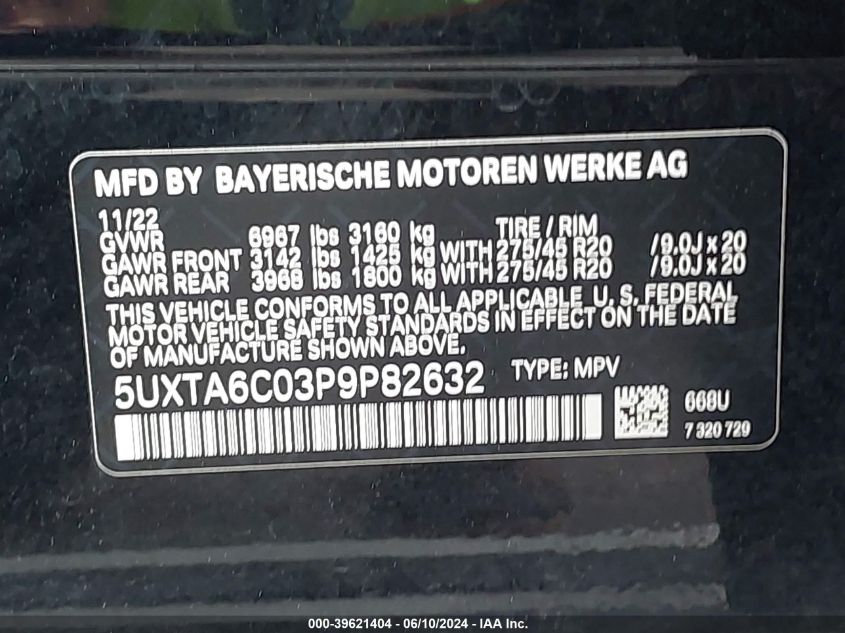 MFD BY BAYERISCHE MOTOREN WERKE AG
11/22 TIRE / RIM
GVWR 6967 lbs 3160 kg
GAWR FRONT 3142 lbs 1425 kg WITH 275/45 R20 /9.0J x 20
GAWR REAR 3968 lbs 1800 kg WITH 275/45 R20 /9.0J x 20
THIS VEHICLE CONFORMS TO ALL APPLICABLE U. S. FEDERAL
MOTOR VEHICLE SAFETY STANDARDS IN EFFECT ON THE DATE
OF MANUFACTURE SHOWN ABOVE.
5UXTA6C03P9P82632 TYPE: MPV
668U
7 320 729
000-39621404 - 06/10/2024 - IAA Inc.